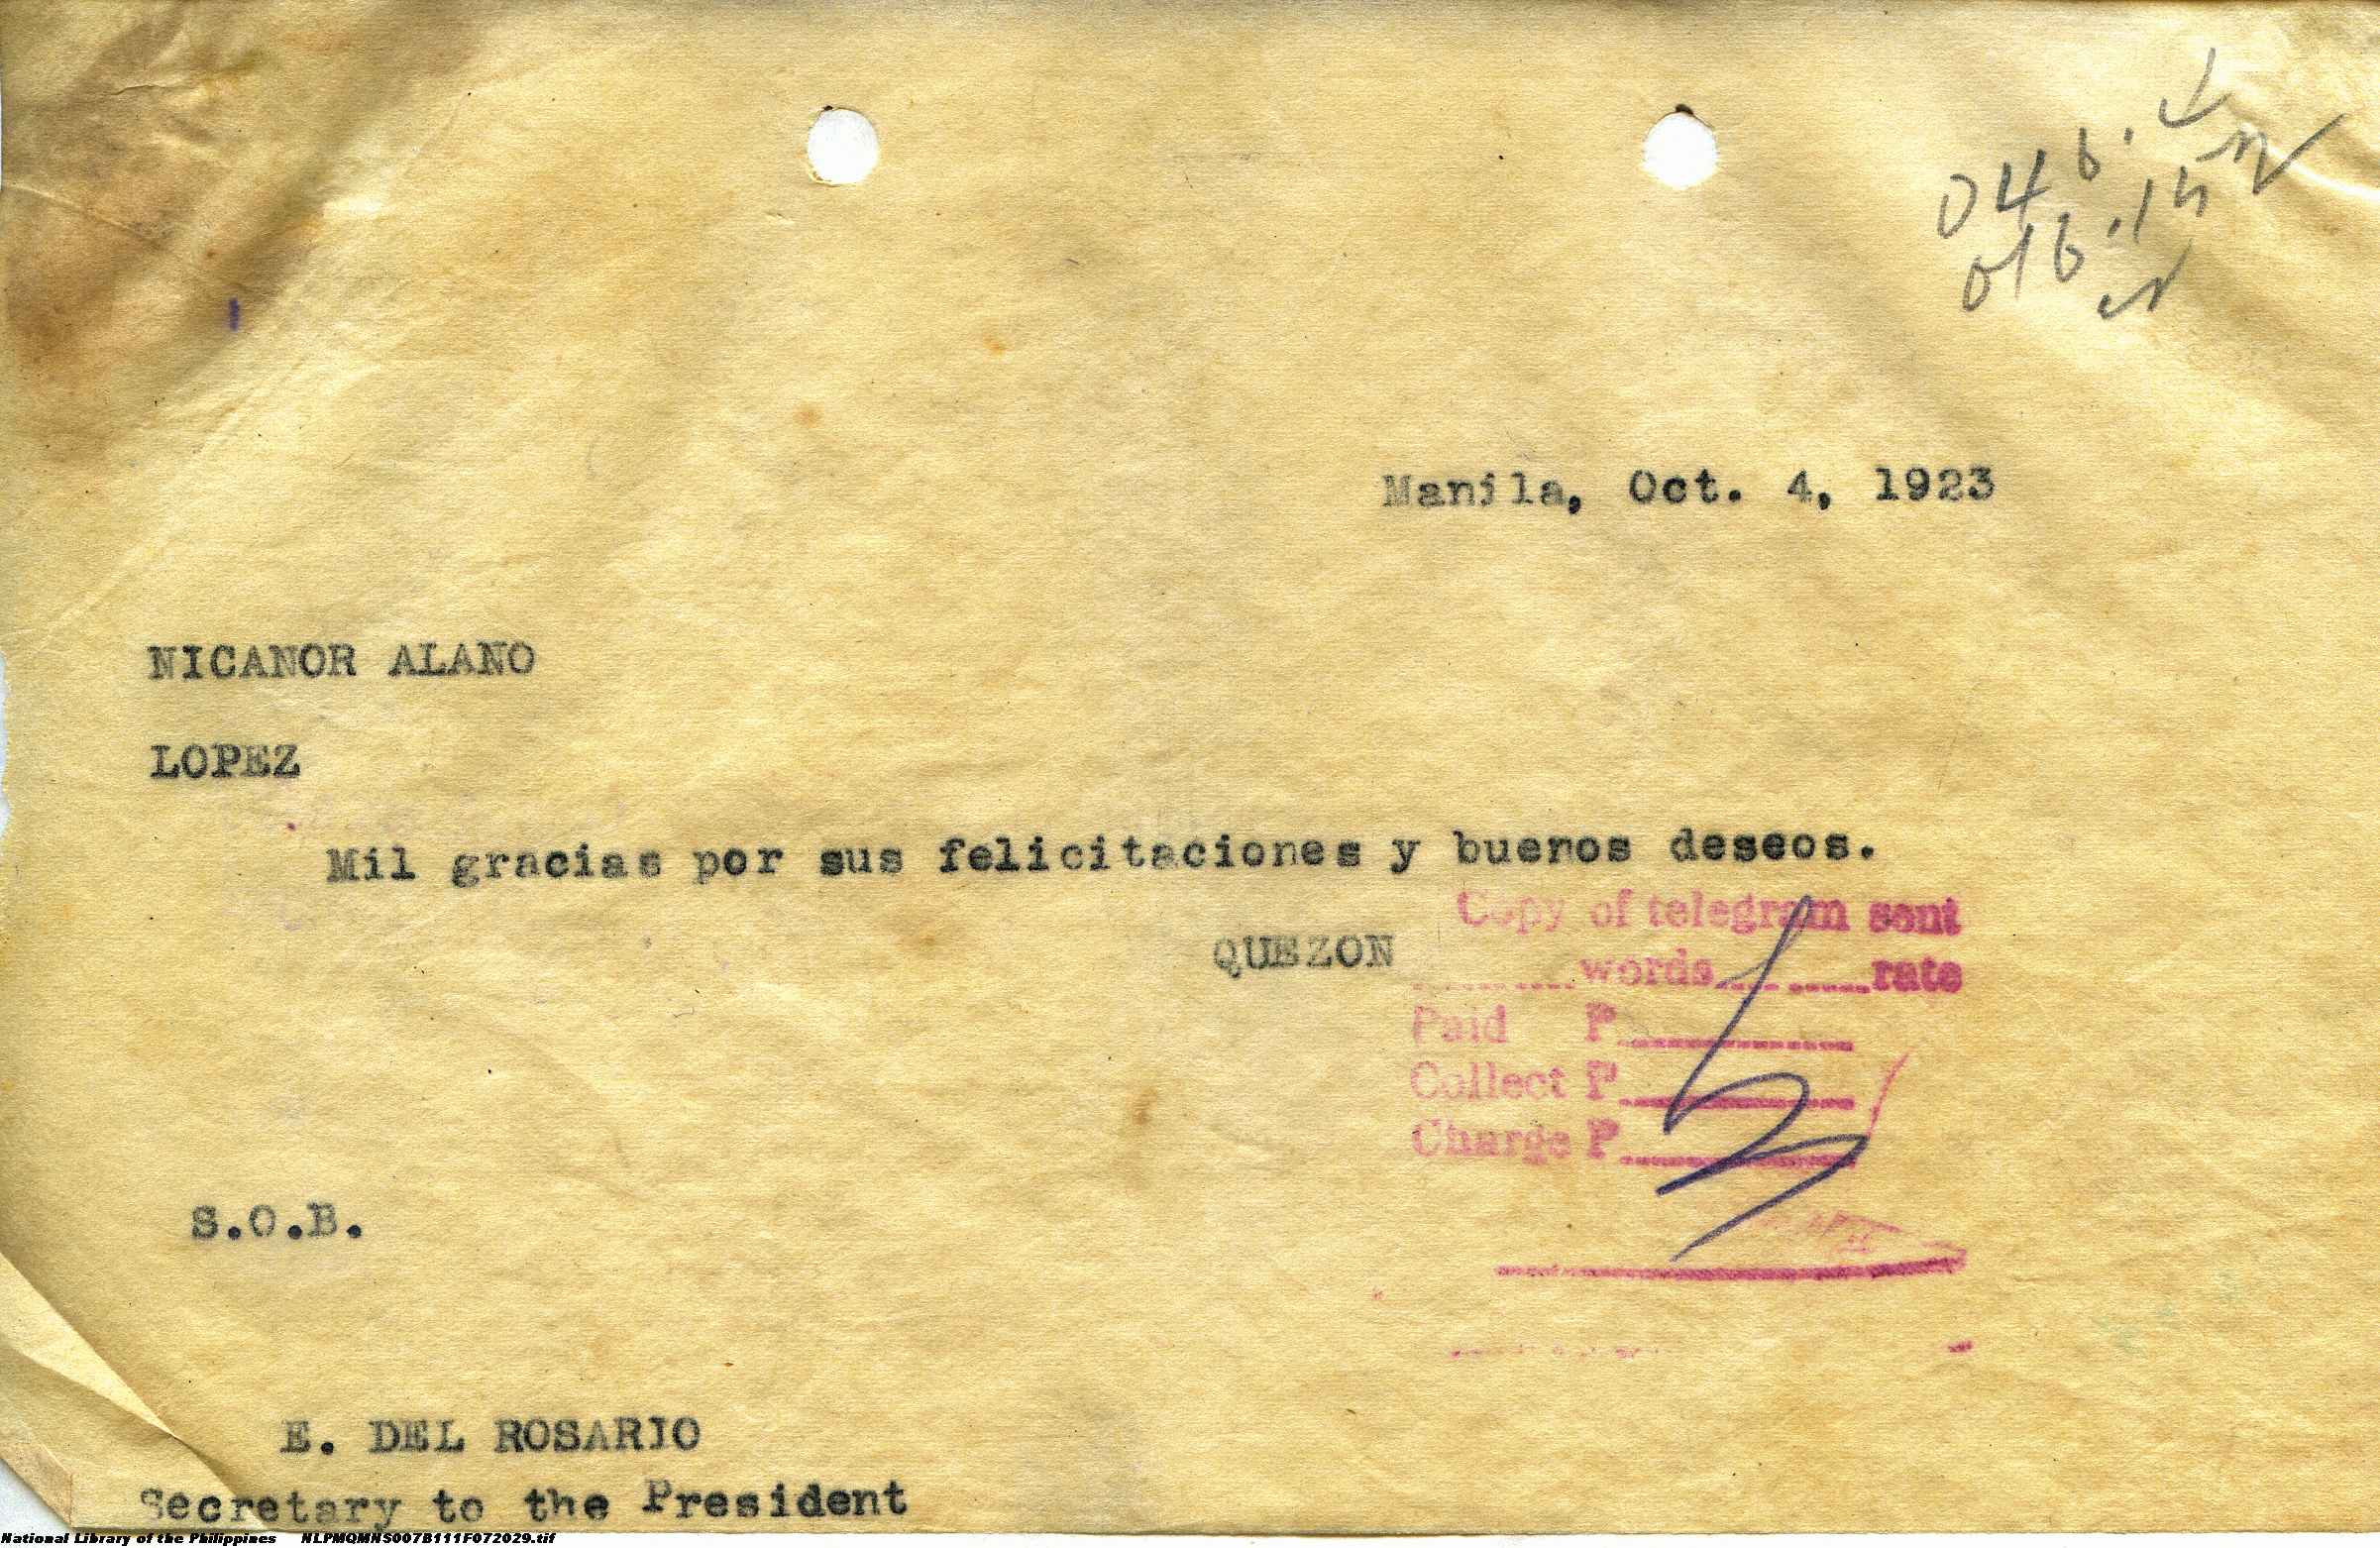 Manila, Oct. 4, 1923
NICANOR ALANO
LOPEZ
Mil gracias por sus felicitaciones y buenos deseos.
QUEZON
Copy of telegram sent
words rate
Paid P
Collect P
Charge P
S.O.B.
E. DEL ROSARIO
Secretary to the President
National Library of the Philippines NLPMQMNS007B111F072029.tif